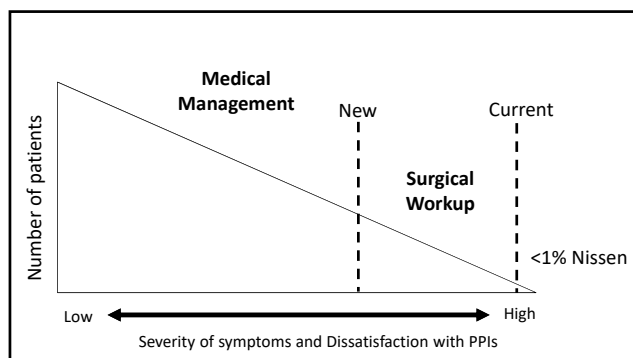 Medical
Management
New
Current
Surgical
Workup
<1% Nissen
Number of patients
Low
High
Severity of symptoms and Dissatisfaction with PPIs